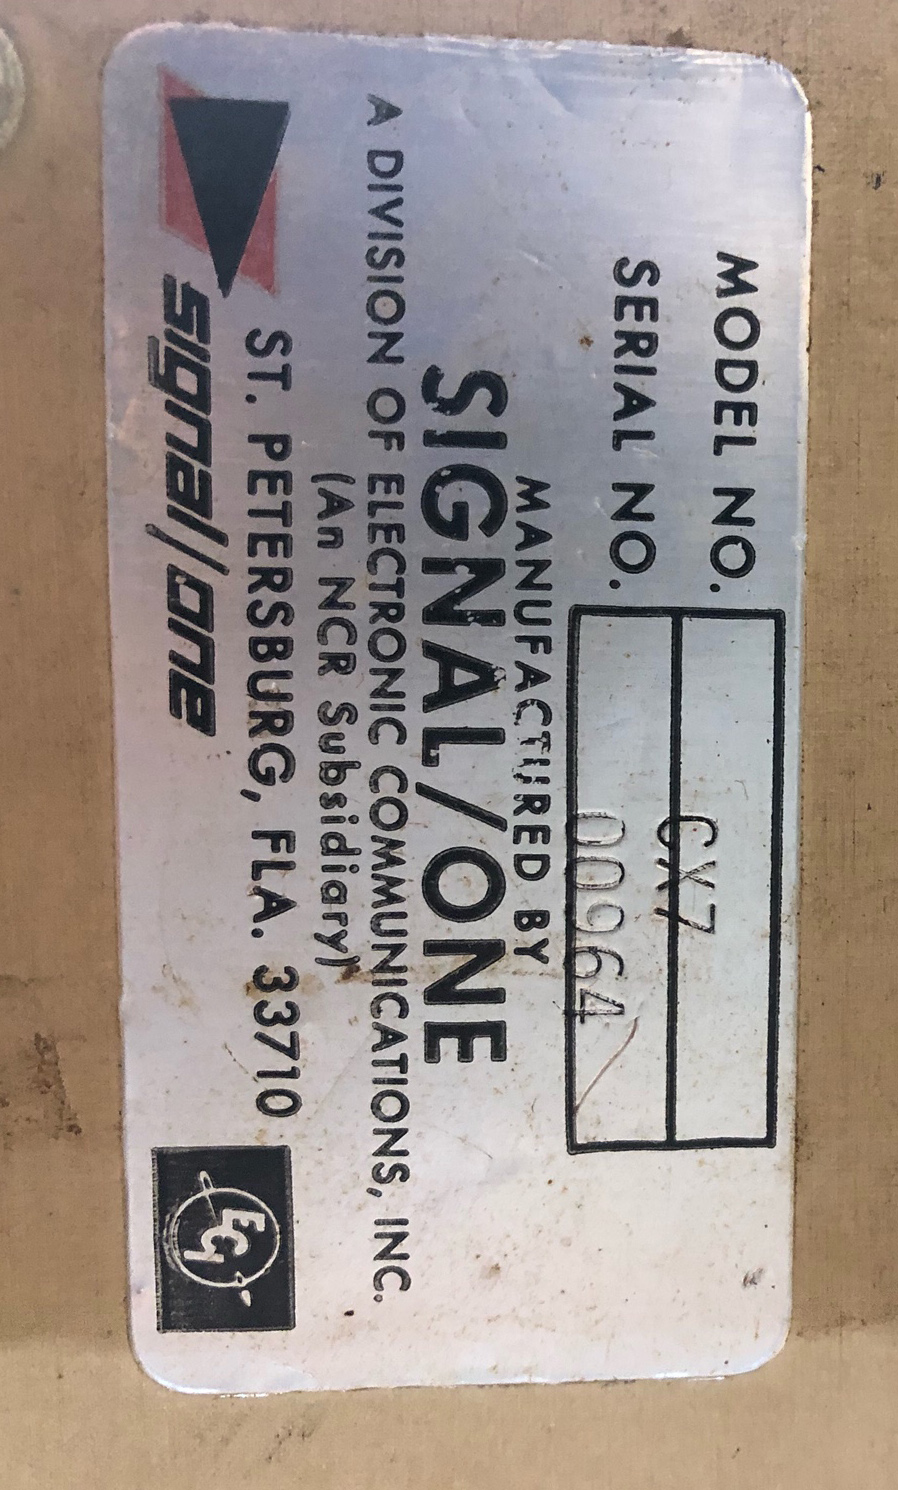 MODEL NO. CX7
SERIAL NO. 00964
MANUFACTURED BY
SIGNAL/ONE
A DIVISION OF ELECTRONIC COMMUNICATIONS, INC.
(An NCR Subsidiary)
ST. PETERSBURG, FLA. 33710
signal/one
ECI